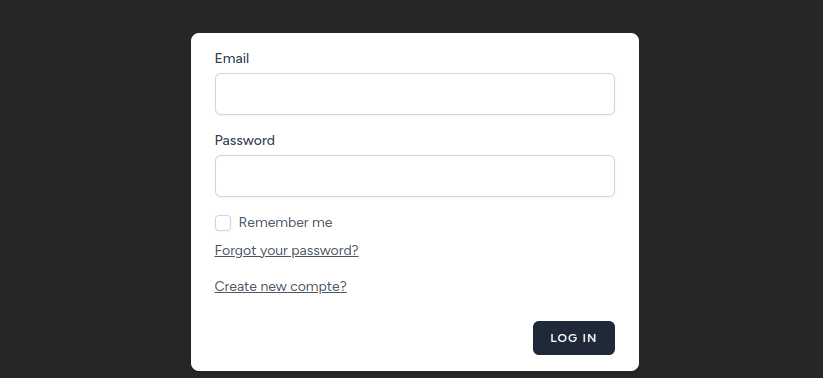 Email
Password
Remember me
Forgot your password?
Create new compte?
LOG IN